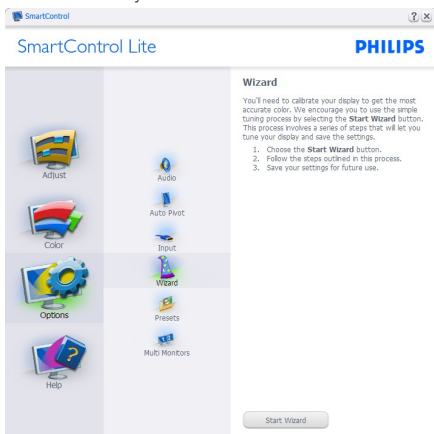 SmartControl
SmartControl Lite
PHILIPS
Adjust
Color
Options
Help
Audio
Auto Pivot
Input
Wizard
Presets
Multi Monitors
Wizard
You'll need to calibrate your display to get the most
accurate color. We encourage you to use the simple
tuning process by selecting the Start Wizard button.
This process involves a series of steps that will let you
tune your display and save the settings.
1. Choose the Start Wizard button.
2. Follow the steps outlined in this process.
3. Save your settings for future use.
Start Wizard